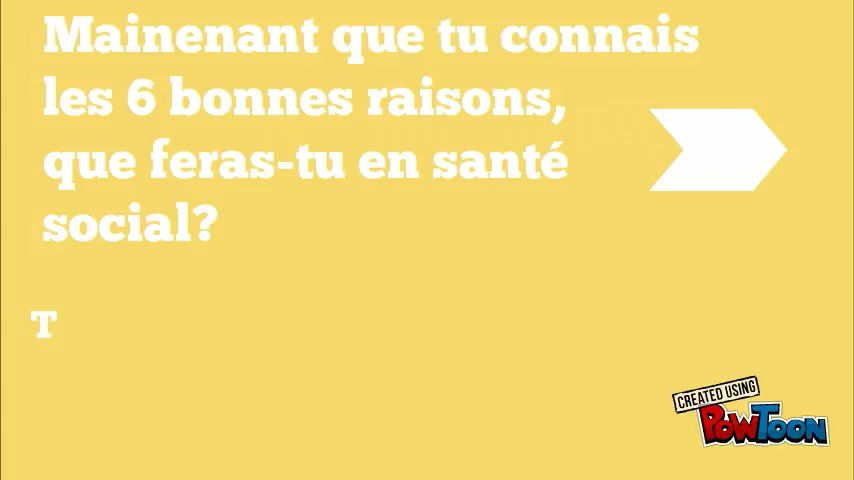 Mainenant que tu connais
les 6 bonnes raisons,
que feras-tu en santé
social?
T
CREATED USING
POWTOON